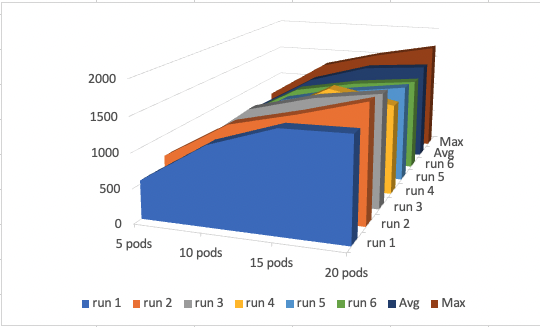 2000
1500
1000
500
0
5 pods
10 pods
15 pods
20 pods
Max
Avg
run 6
run 5
run 4
run 3
run 2
run 1
run 1 run 2 run 3 run 4 run 5 run 6 Avg Max